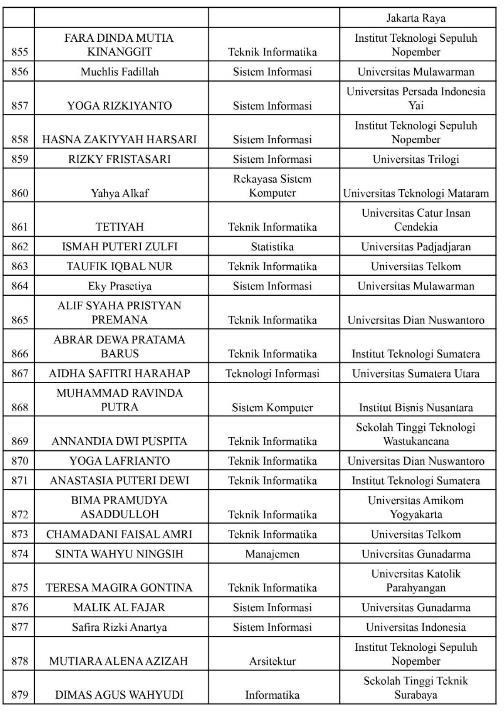 Jakarta Raya
855 FARA DINDA MUTIA KINANGGIT Teknik Informatika Institut Teknologi Sepuluh Nopember
856 Muchlis Fadillah Sistem Informasi Universitas Mulawarman
857 YOGA RIZKIYANTO Sistem Informasi Universitas Persada Indonesia Yai
858 HASNA ZAKIYYAH HARSARI Sistem Informasi Institut Teknologi Sepuluh Nopember
859 RIZKY FRISTASARI Sistem Informasi Universitas Trilogi
860 Yahya Alkaf Rekayasa Sistem Komputer Universitas Teknologi Mataram
861 TETIYAH Teknik Informatika Universitas Catur Insan Cendekia
862 ISMAH PUTERI ZULFI Statistika Universitas Padjadjaran
863 TAUFIK IQBAL NUR Teknik Informatika Universitas Telkom
864 Eky Prasetiya Sistem Informasi Universitas Mulawarman
865 ALIF SYAHA PRISTYAN PREMANA Teknik Informatika Universitas Dian Nuswantoro
866 ABRAR DEWA PRATAMA BARUS Teknik Informatika Institut Teknologi Sumatera
867 AIDHA SAFITRI HARAHAP Teknologi Informasi Universitas Sumatera Utara
868 MUHAMMAD RAVINDA PUTRA Sistem Komputer Institut Bisnis Nusantara
869 ANNANDIA DWI PUSPITA Teknik Informatika Sekolah Tinggi Teknologi Wastukancana
870 YOGA LAFRIANTO Teknik Informatika Universitas Dian Nuswantoro
871 ANASTASIA PUTERI DEWI Teknik Informatika Institut Teknologi Sumatera
872 BIMA PRAMUDYA ASADDULLOH Teknik Informatika Universitas Amikom Yogyakarta
873 CHAMADANI FAISAL AMRI Teknik Informatika Universitas Telkom
874 SINTA WAHYU NINGSIH Manajemen Universitas Gunadarma
875 TERESA MAGIRA GONTINA Teknik Informatika Universitas Katolik Parahyangan
876 MALIK AL FAJAR Sistem Informasi Universitas Gunadarma
877 Safira Rizki Anartya Sistem Informasi Universitas Indonesia
878 MUTIARA ALENA AZIZAH Arsitektur Institut Teknologi Sepuluh Nopember
879 DIMAS AGUS WAHYUDI Informatika Sekolah Tinggi Teknik Surabaya